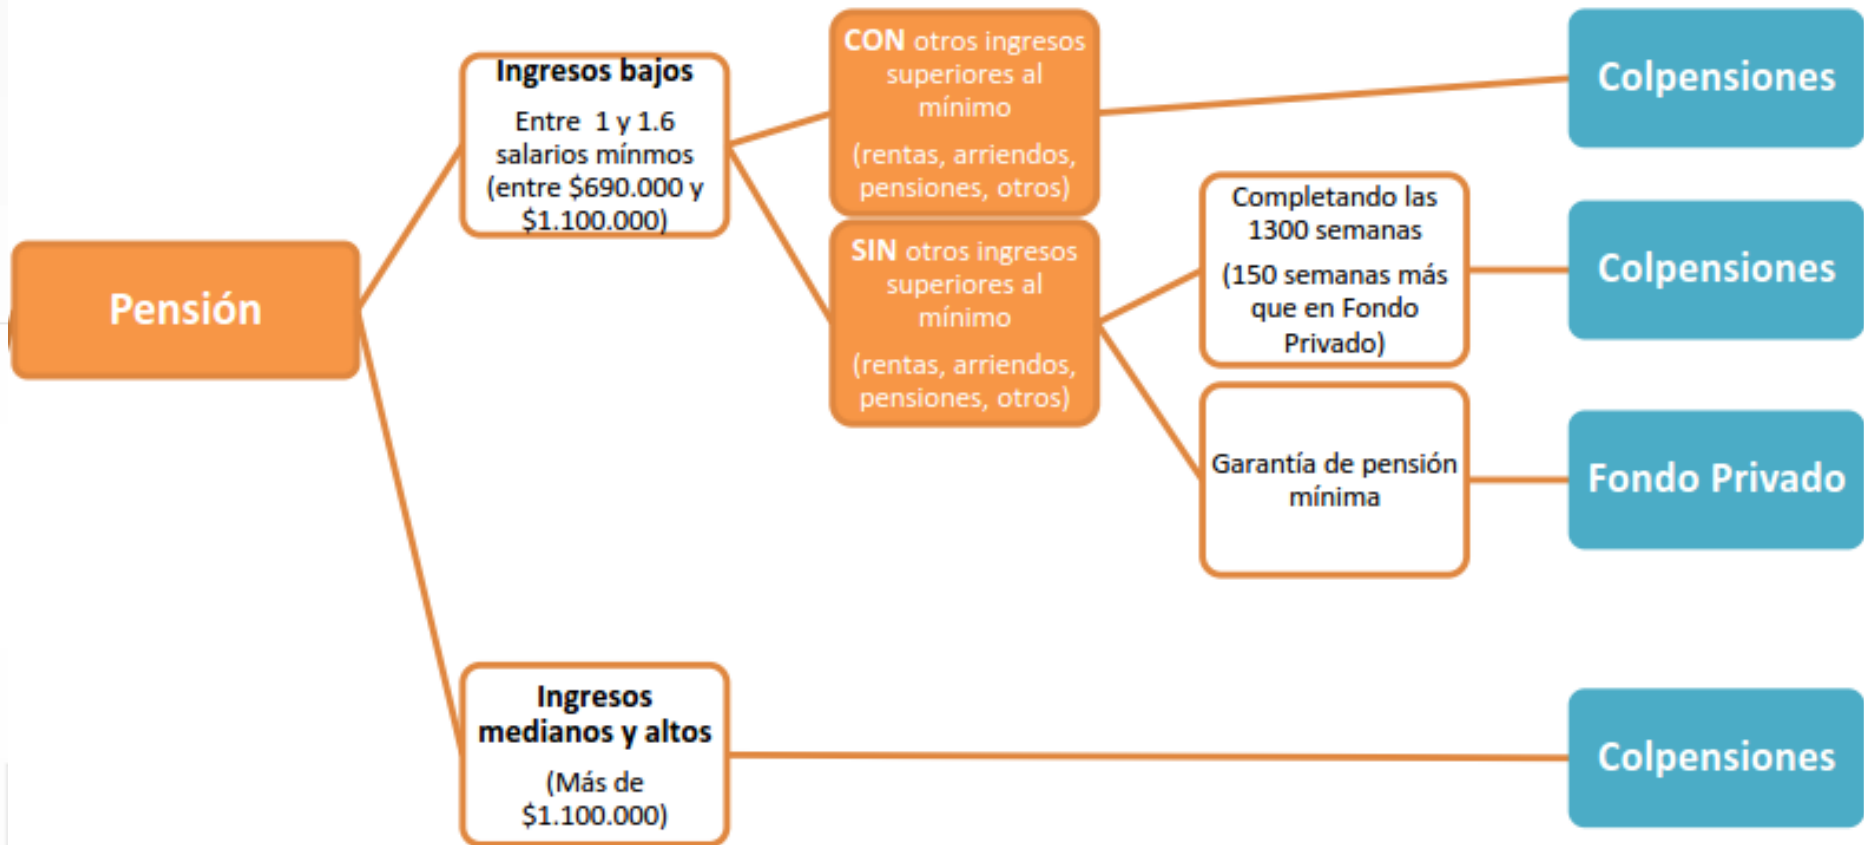 Pensión
Ingresos bajos
Entre 1 y 1.6
salarios mínmos
(entre $690.000 y
$1.100.000)
CON otros ingresos
superiores al
mínimo
(rentas, arriendos,
pensiones, otros)
Colpensiones
SIN otros ingresos
superiores al
mínimo
(rentas, arriendos,
pensiones, otros)
Completando las
1300 semanas
(150 semanas más
que en Fondo
Privado)
Colpensiones
Garantía de pensión
mínima
Fondo Privado
Ingresos
medianos y altos
(Más de
$1.100.000)
Colpensiones